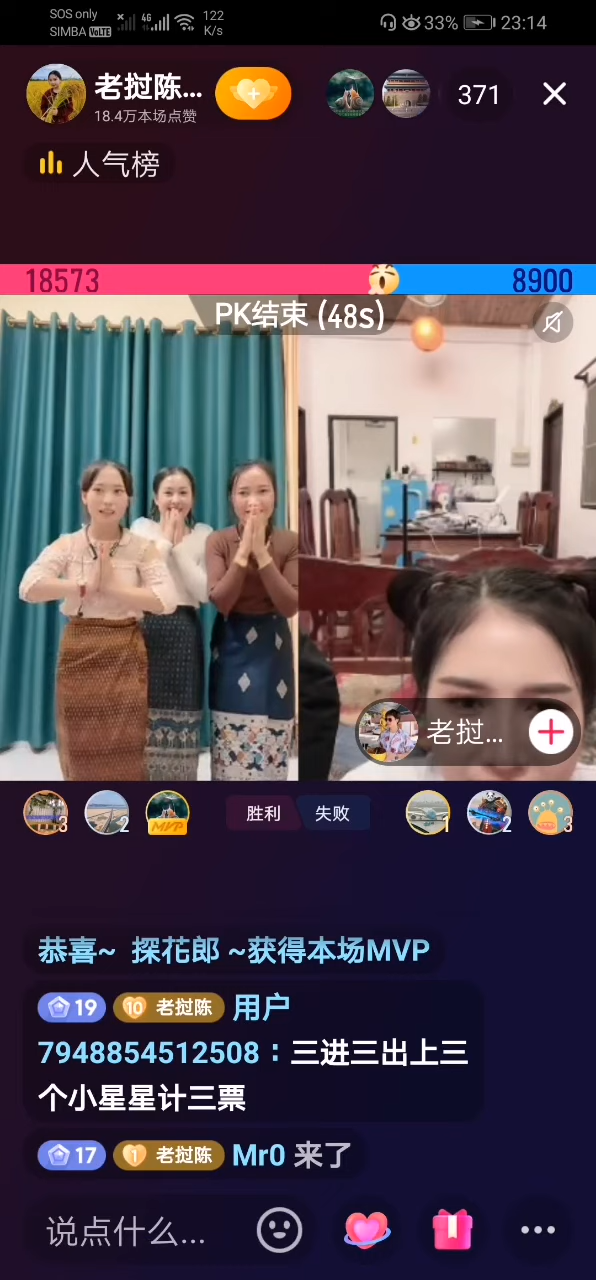 SOS only
SIMBA VoLTE
4G
122
K/s
33%
23:14
老挝陈...
18.4万本场点赞
371
人气榜
18573
8900
PK结束 (48s)
老挝...
3
2
MVP
胜利
失败
1
2
3
恭喜~ 探花郎 ~获得本场MVP
19 10 老挝陈 用户
7948854512508：三进三出上三
个小星星计三票
17 1 老挝陈 Mr0 来了
说点什么...